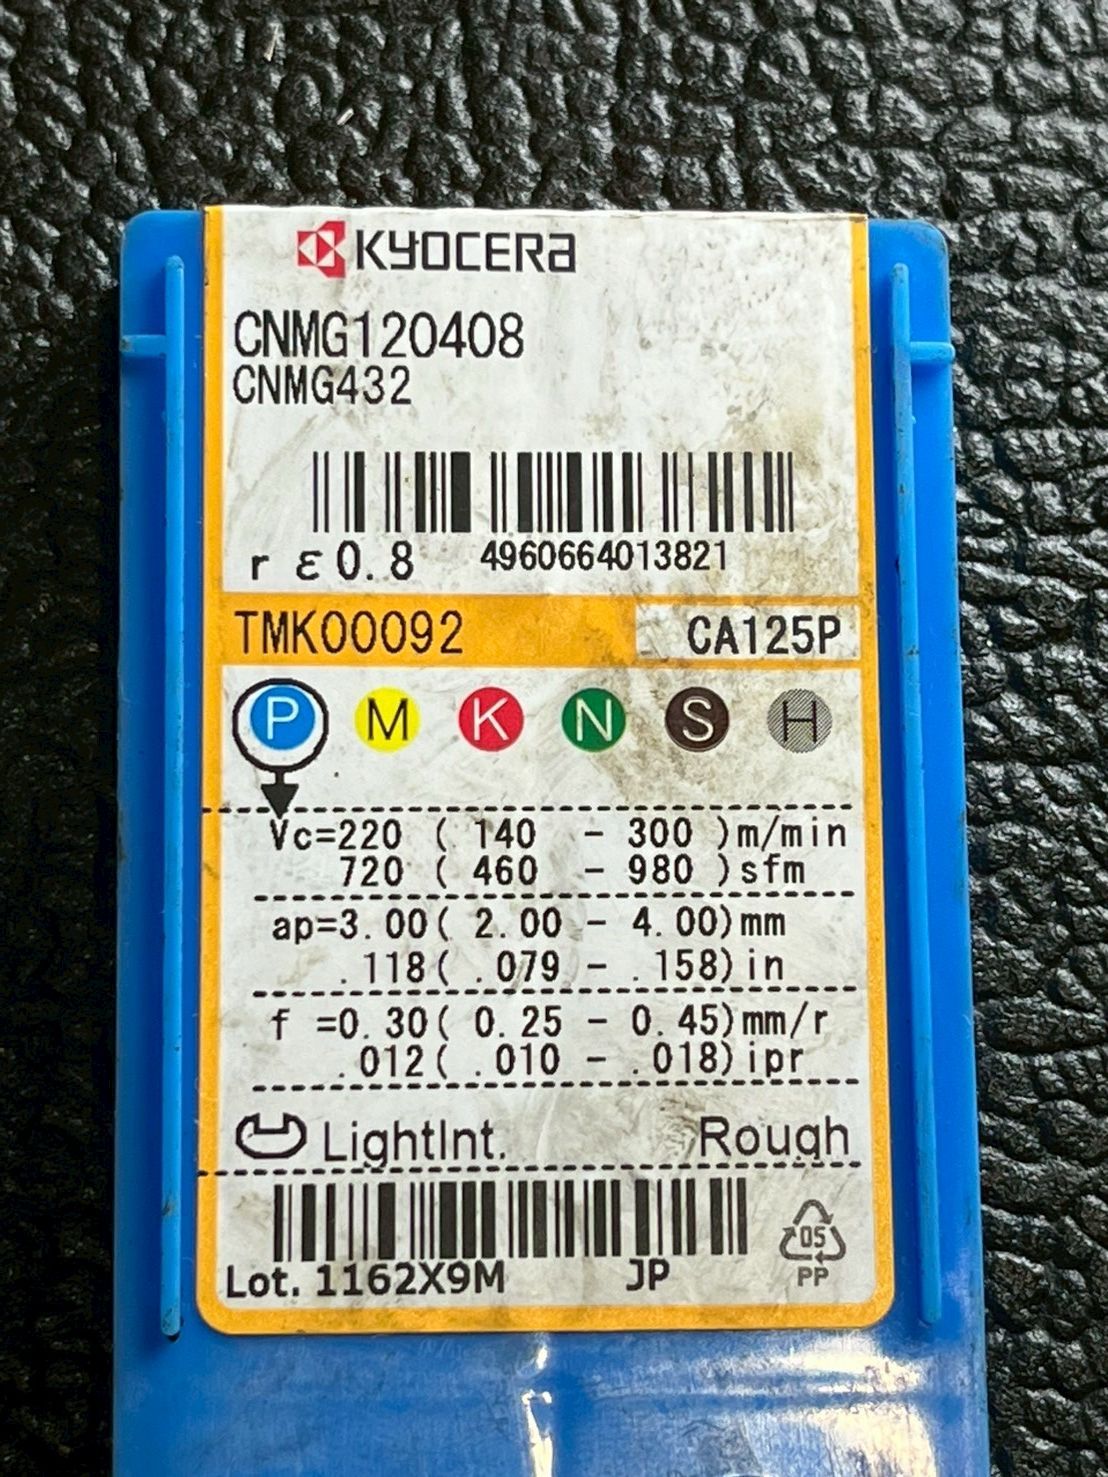 KYOCERA
CNMG120408
CNMG432
rε0.8 4960664013821
TMK00092 CA125P
P M K N S H
Vc=220 ( 140 - 300 )m/min
720 ( 460 - 980 )sfm
ap=3.00( 2.00 - 4.00)mm
.118( .079 - .158)in
f =0.30( 0.25 - 0.45)mm/r
.012( .010 - .018)ipr
LightInt. Rough
Lot. 1162X9M JP
05
PP